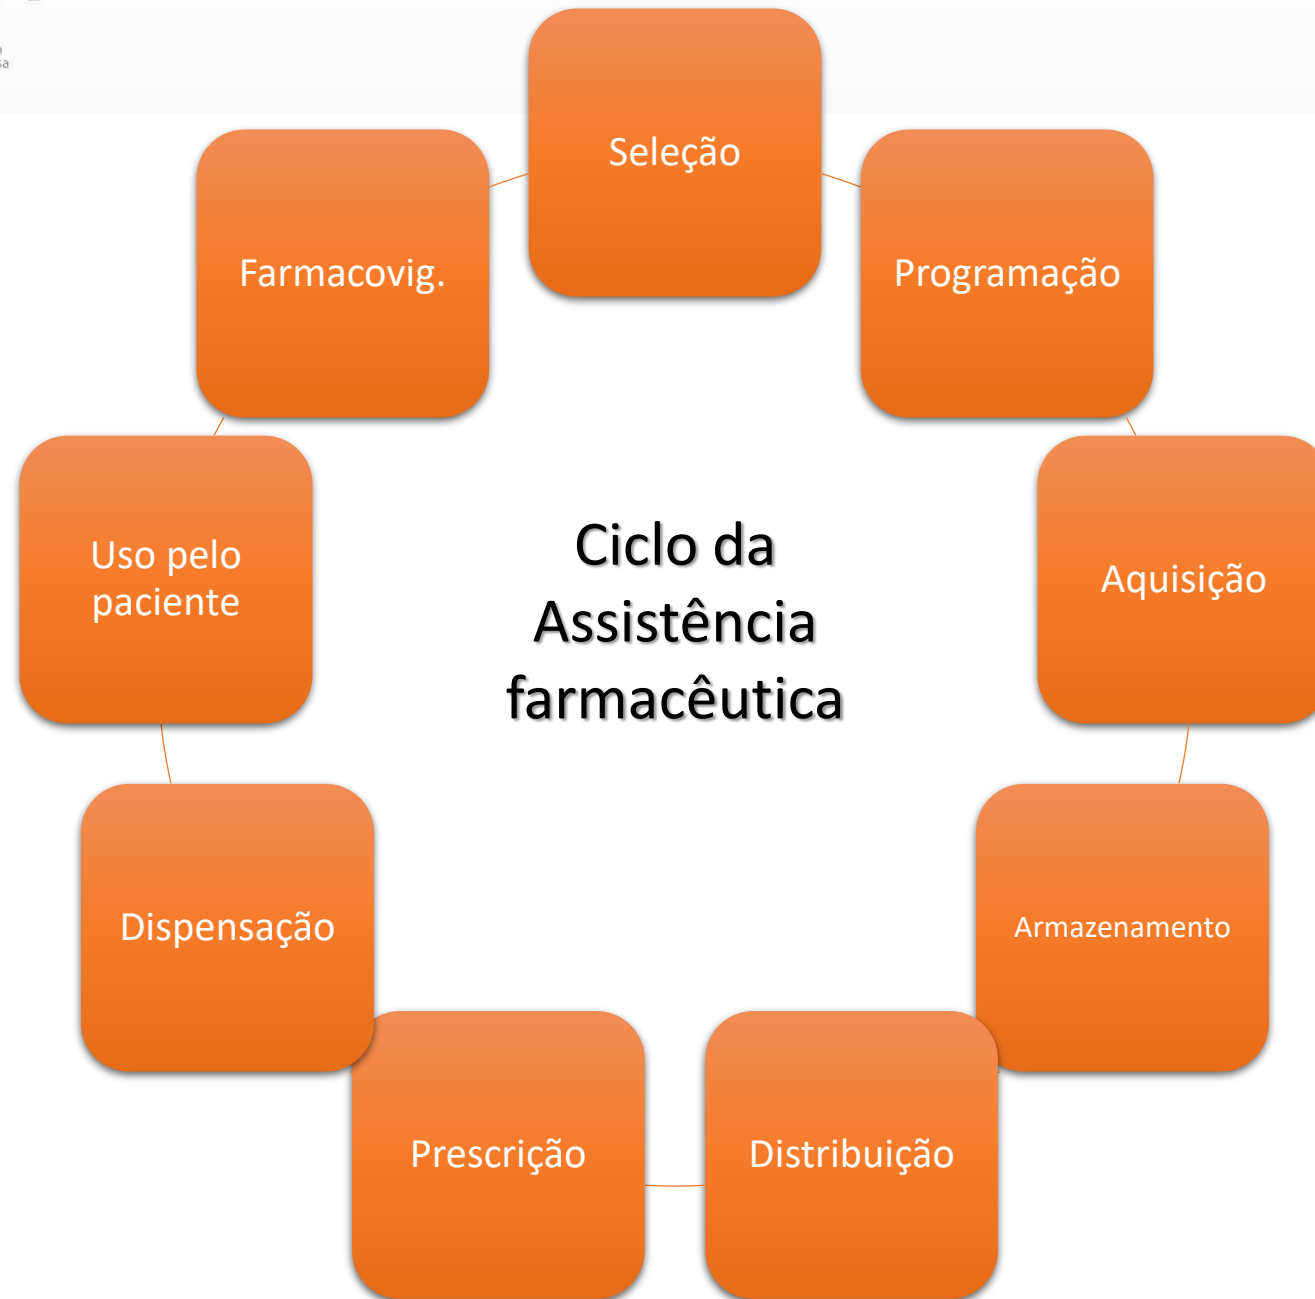 Seleção
Programação
Aquisição
Armazenamento
Distribuição
Prescrição
Dispensação
Uso pelo
paciente
Farmacovig.
Ciclo da
Assistência
farmacêutica